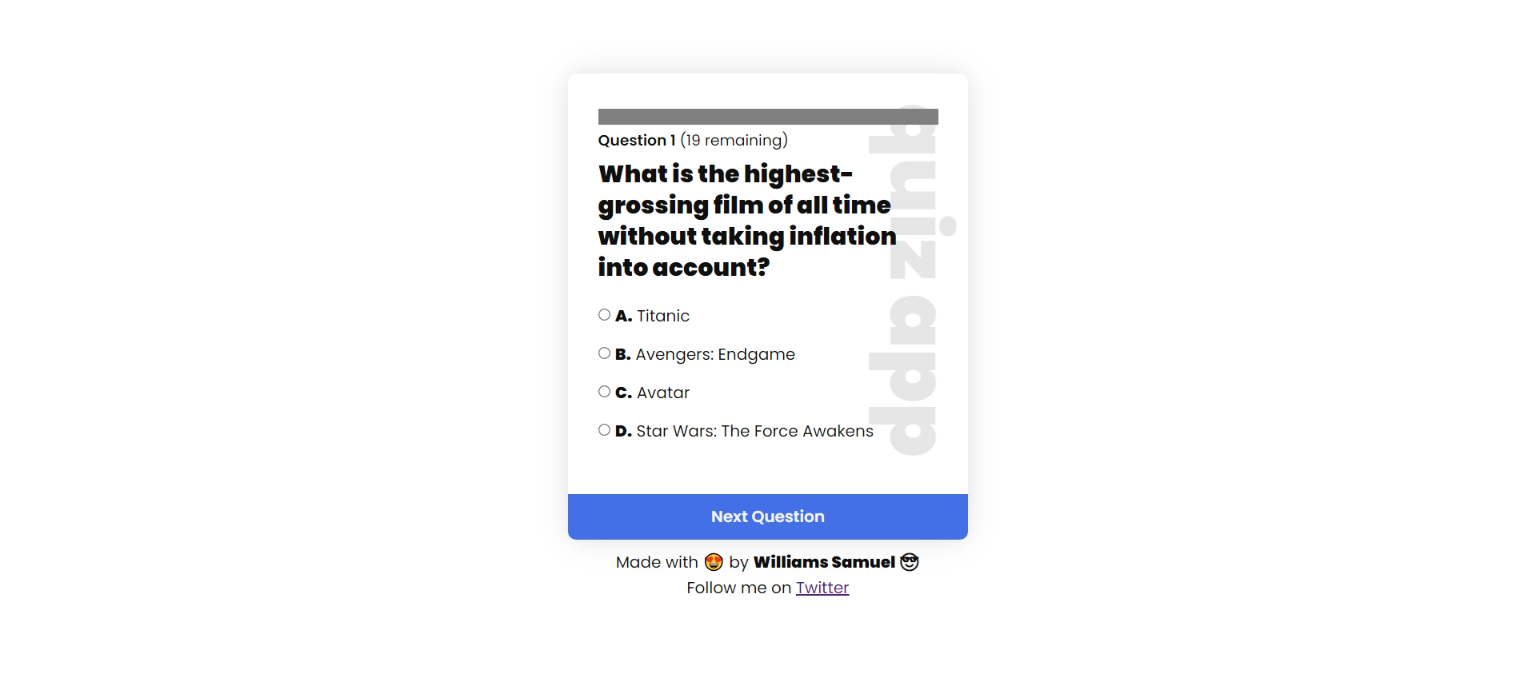 Question 1 (19 remaining)
What is the highest-
grossing film of all time
without taking inflation
into account?
A. Titanic
B. Avengers: Endgame
C. Avatar
D. Star Wars: The Force Awakens
quiz app
Next Question
Made with 😍 by Williams Samuel 😎
Follow me on Twitter